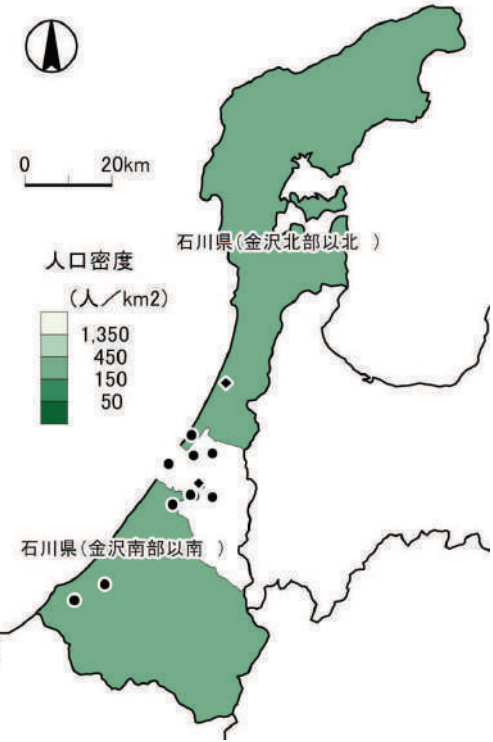 0 20km
石川県(金沢北部以北 )
人口密度
(人/km2)
1,350
450
150
50
石川県(金沢南部以南 )